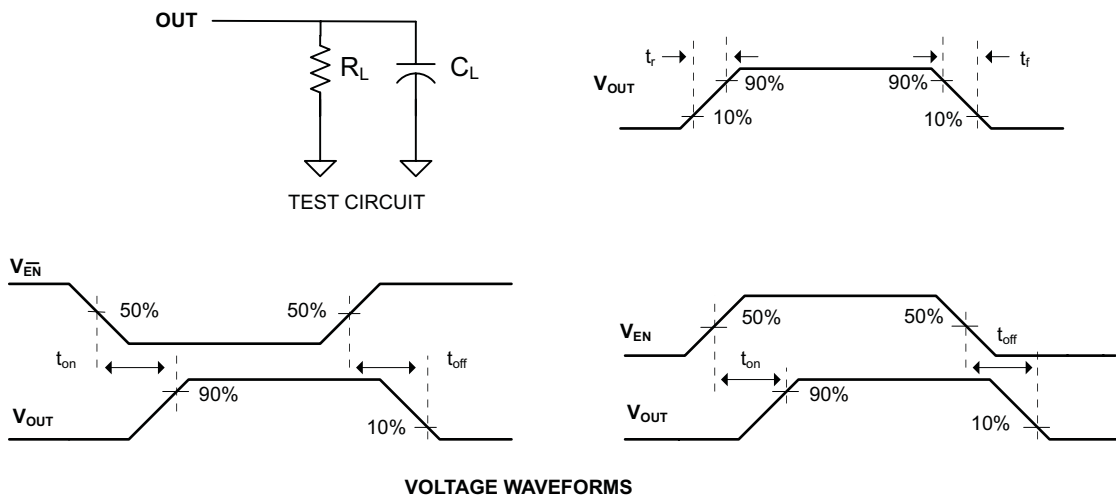 OUT
R_L
C_L
TEST CIRCUIT
t_r
t_f
V_OUT
90%
90%
10%
10%
V_E̅N̅
50%
50%
t_on
t_off
V_OUT
90%
10%
V_EN
50%
50%
t_on
t_off
V_OUT
90%
10%
VOLTAGE WAVEFORMS